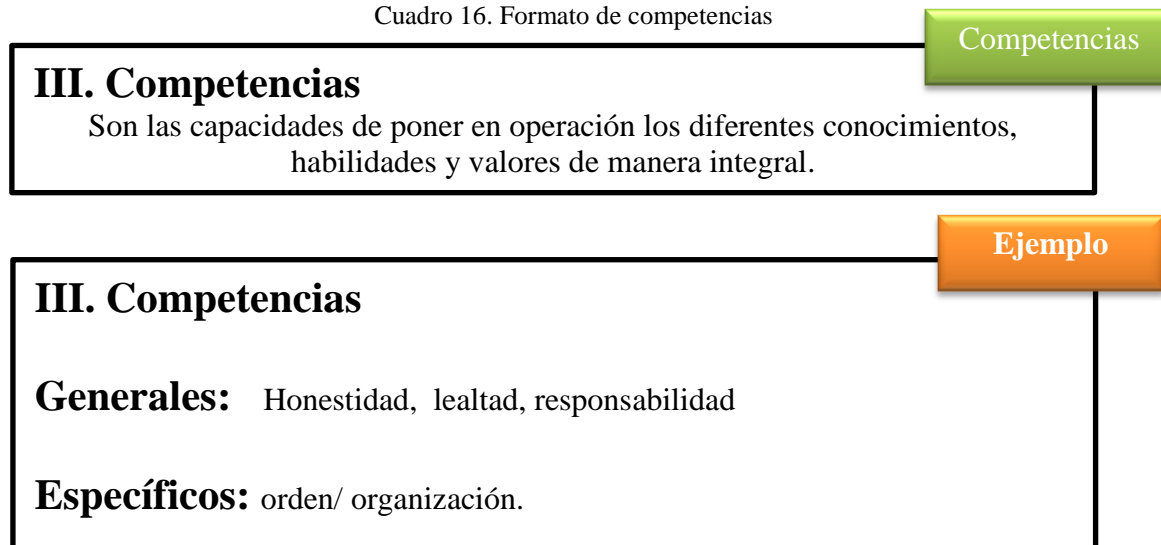 Cuadro 16. Formato de competencias
Competencias
III. Competencias
Son las capacidades de poner en operación los diferentes conocimientos,
habilidades y valores de manera integral.
Ejemplo
III. Competencias
Generales: Honestidad, lealtad, responsabilidad
Específicos: orden/ organización.